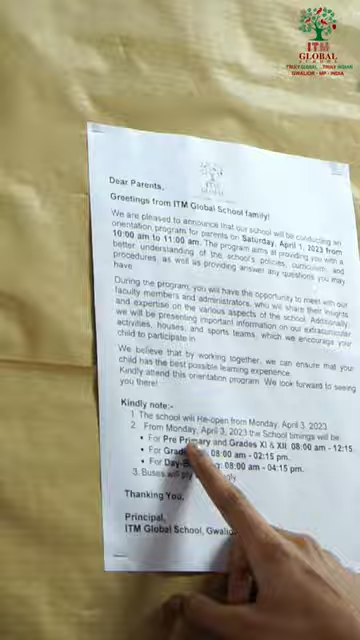 ITM
GLOBAL
SCHOOL
TRULY GLOBAL TRULY INDIAN
GWALIOR - MP - INDIA
ITM
GLOBAL
Dear Parents,
Greetings from ITM Global School family!
We are pleased to announce that our school will be conducting an
orientation program for parents on Saturday, April 1, 2023 from
10:00 am to 11:00 am. The program aims at providing you with a
better understanding of the school's policies, curriculum, and
procedures, as well as providing answer any questions you may
have
During the program, you will have the opportunity to meet with our
faculty members and administrators, who will share their insights
and expertise on the various aspects of the school. Additionally,
we will be presenting important information on our extracurricular
activities, houses, and sports teams, which we encourage your
child to participate in
We believe that by working together, we can ensure that your
child has the best possible learning experience.
Kindly attend this orientation program. We look forward to seeing
you there!
Kindly note:-
1. The school will Re-open from Monday, April 3, 2023
2. From Monday, April 3, 2023 the School timings will be
• For Pre Primary and Grades XI & XII: 08:00 am - 12:15
• For 08:00 am - 02:15 pm.
• For 08:00 am - 04:15 pm.
3. Buses will
Thanking You,
Principal,
ITM Global School,